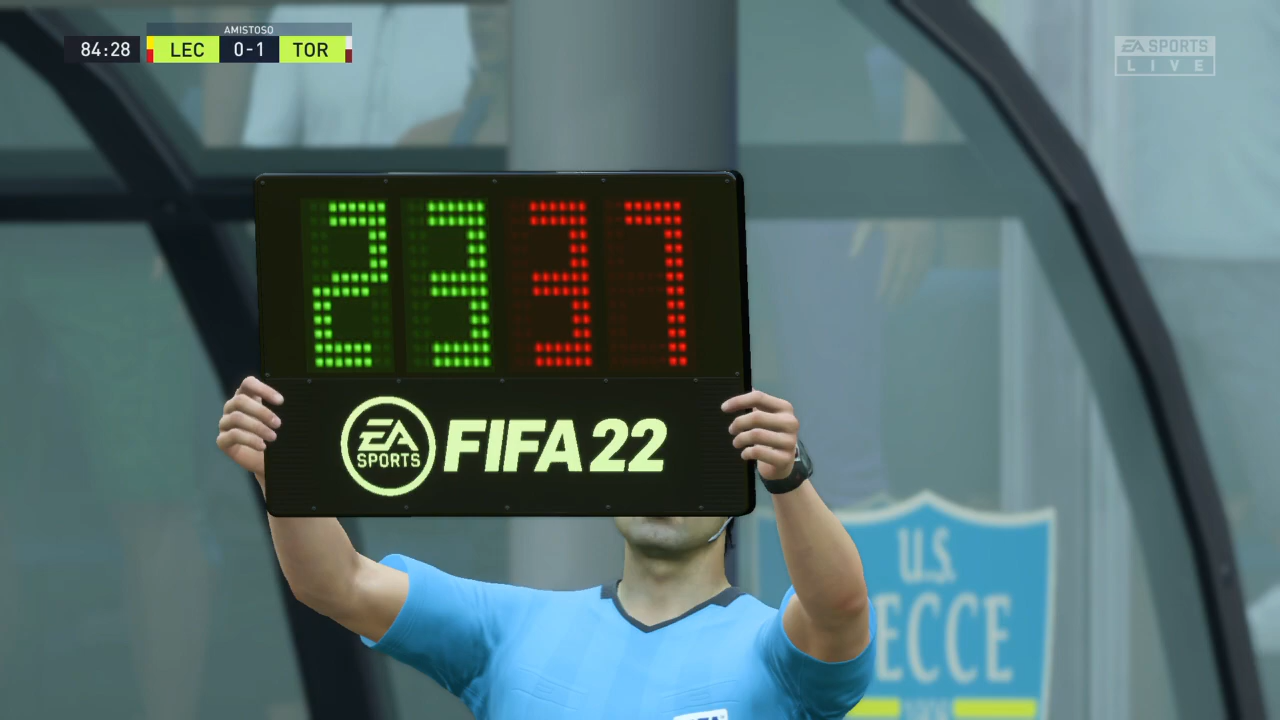 AMISTOSO
84:28 LEC 0-1 TOR
EA SPORTS
LIVE
23 37
EA
SPORTS
FIFA 22
U.S.
ECCE